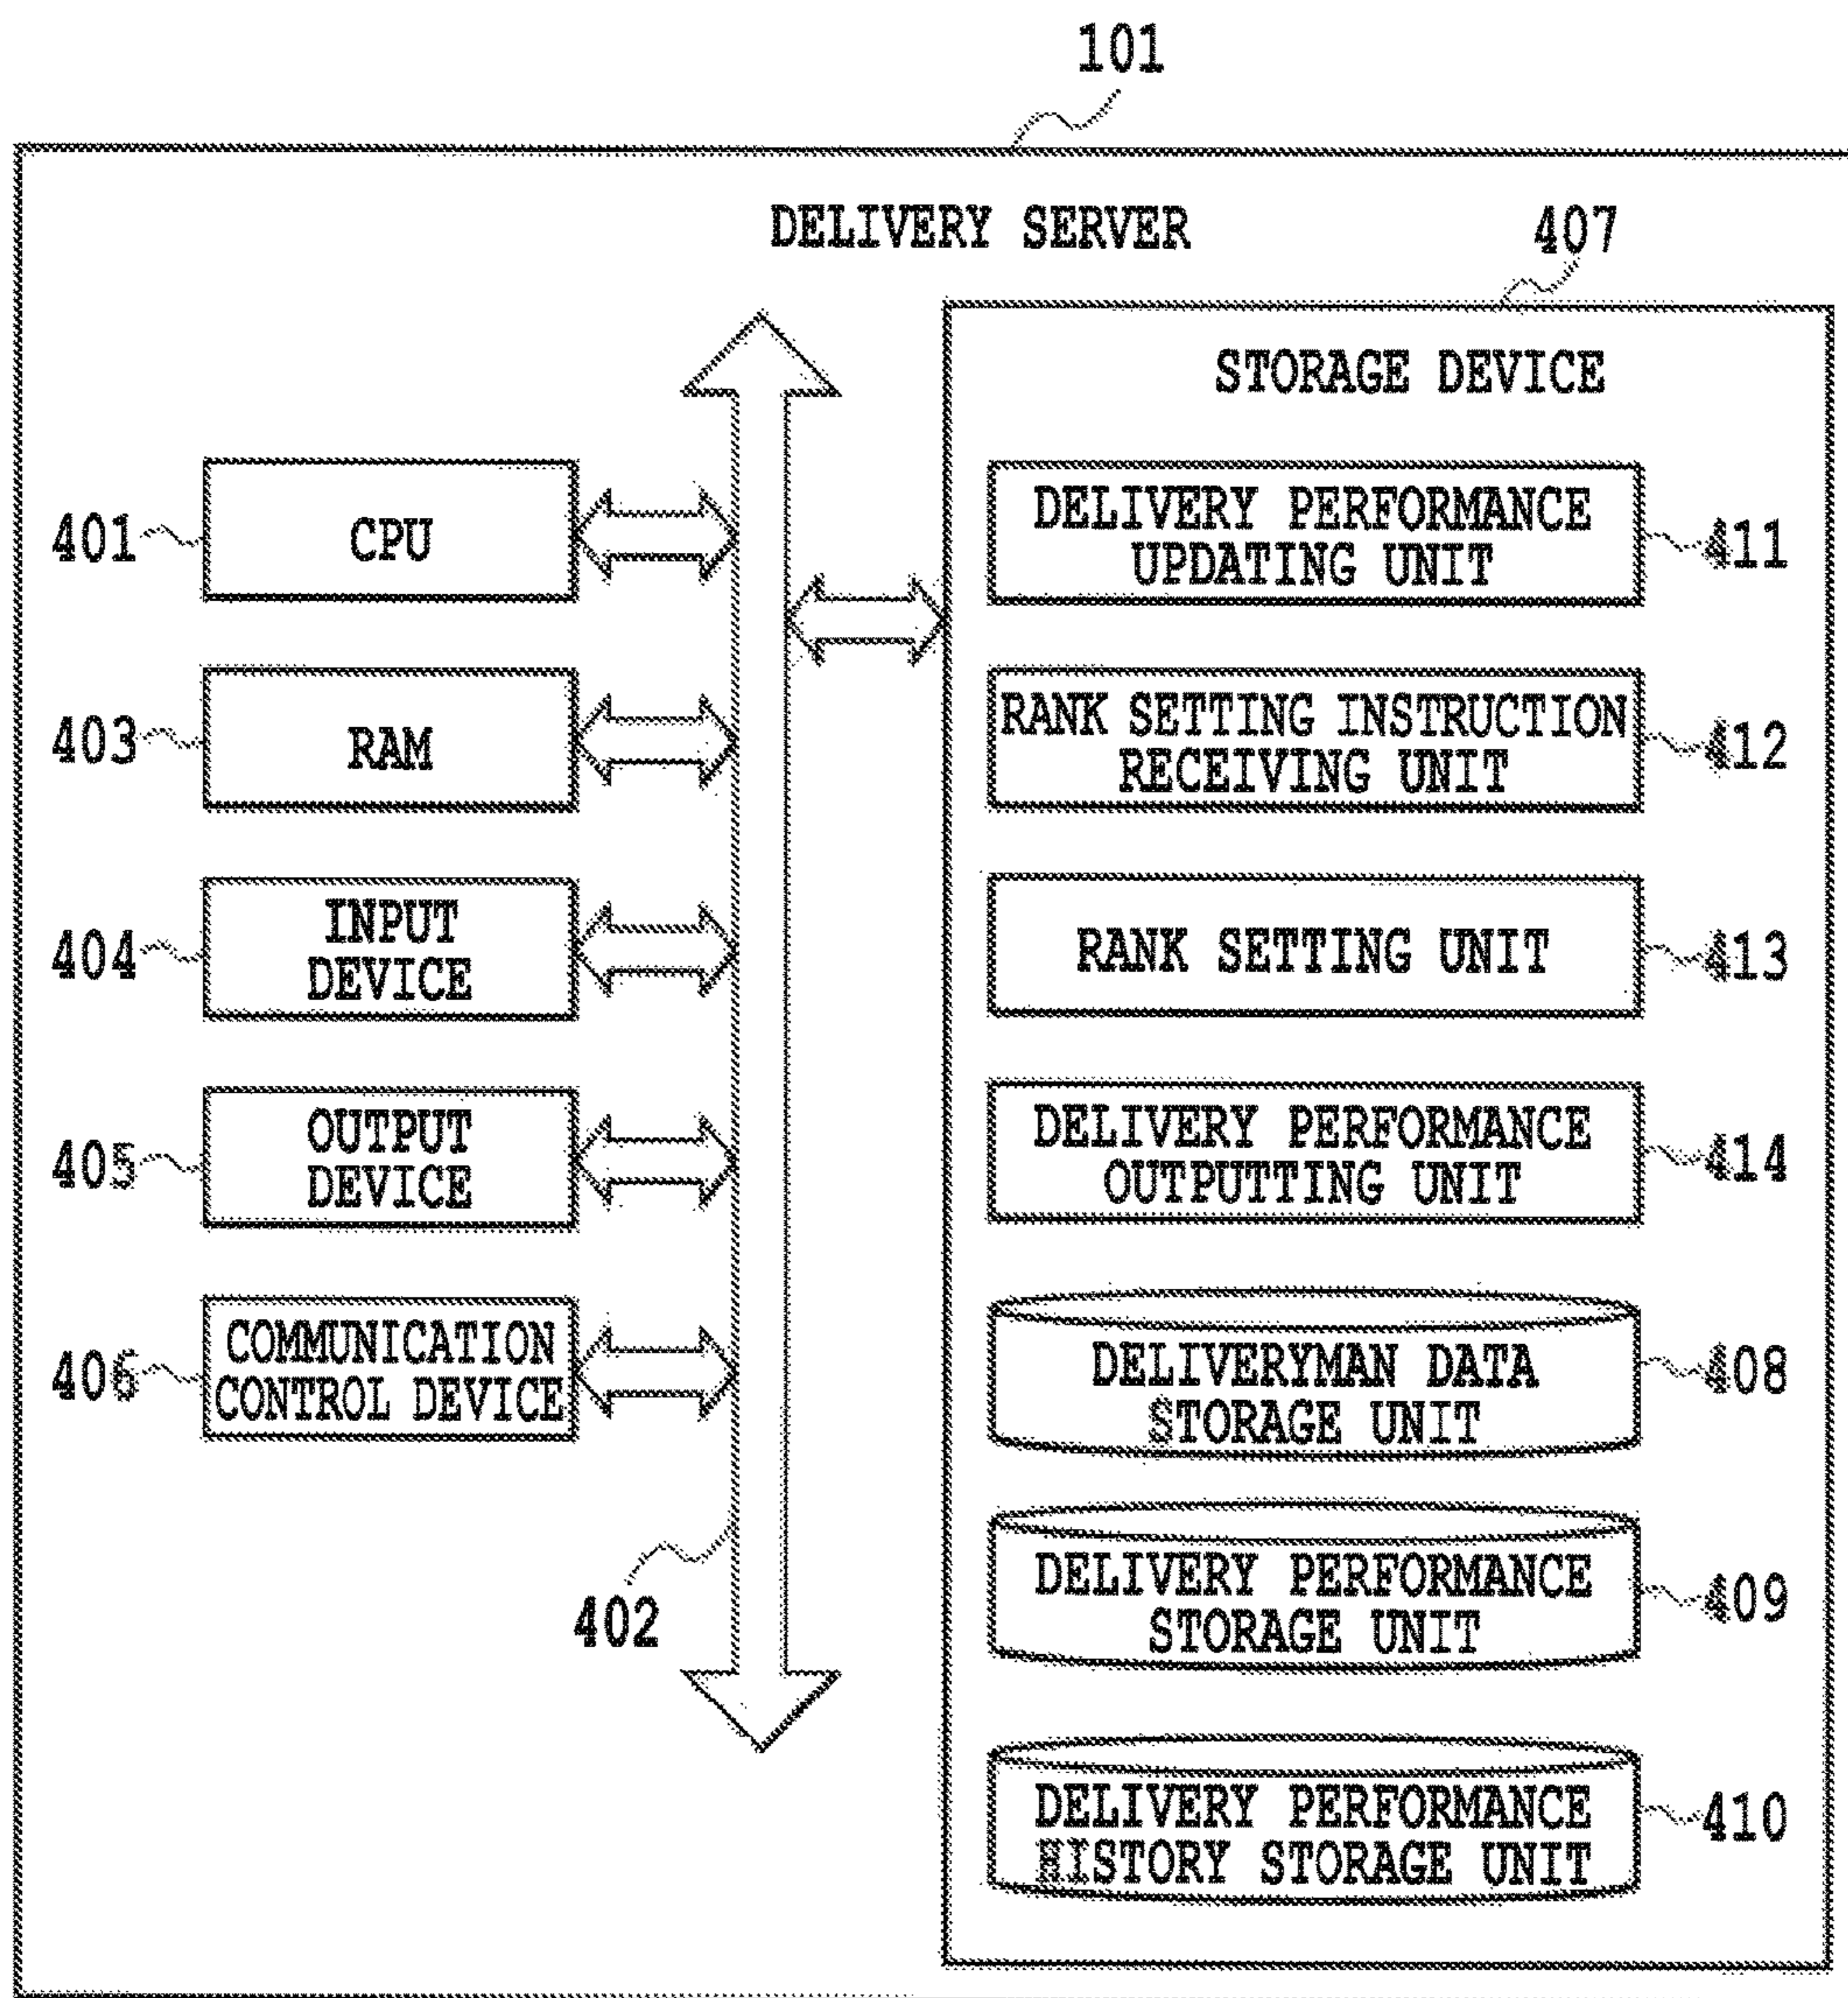 101
DELIVERY SERVER
407
STORAGE DEVICE
401
CPU
403
RAM
404
INPUT
DEVICE
405
OUTPUT
DEVICE
406
COMMUNICATION
CONTROL DEVICE
402
DELIVERY PERFORMANCE
UPDATING UNIT
411
RANK SETTING INSTRUCTION
RECEIVING UNIT
412
RANK SETTING UNIT
413
DELIVERY PERFORMANCE
OUTPUTTING UNIT
414
DELIVERYMAN DATA
STORAGE UNIT
408
DELIVERY PERFORMANCE
STORAGE UNIT
409
DELIVERY PERFORMANCE
HISTORY STORAGE UNIT
410